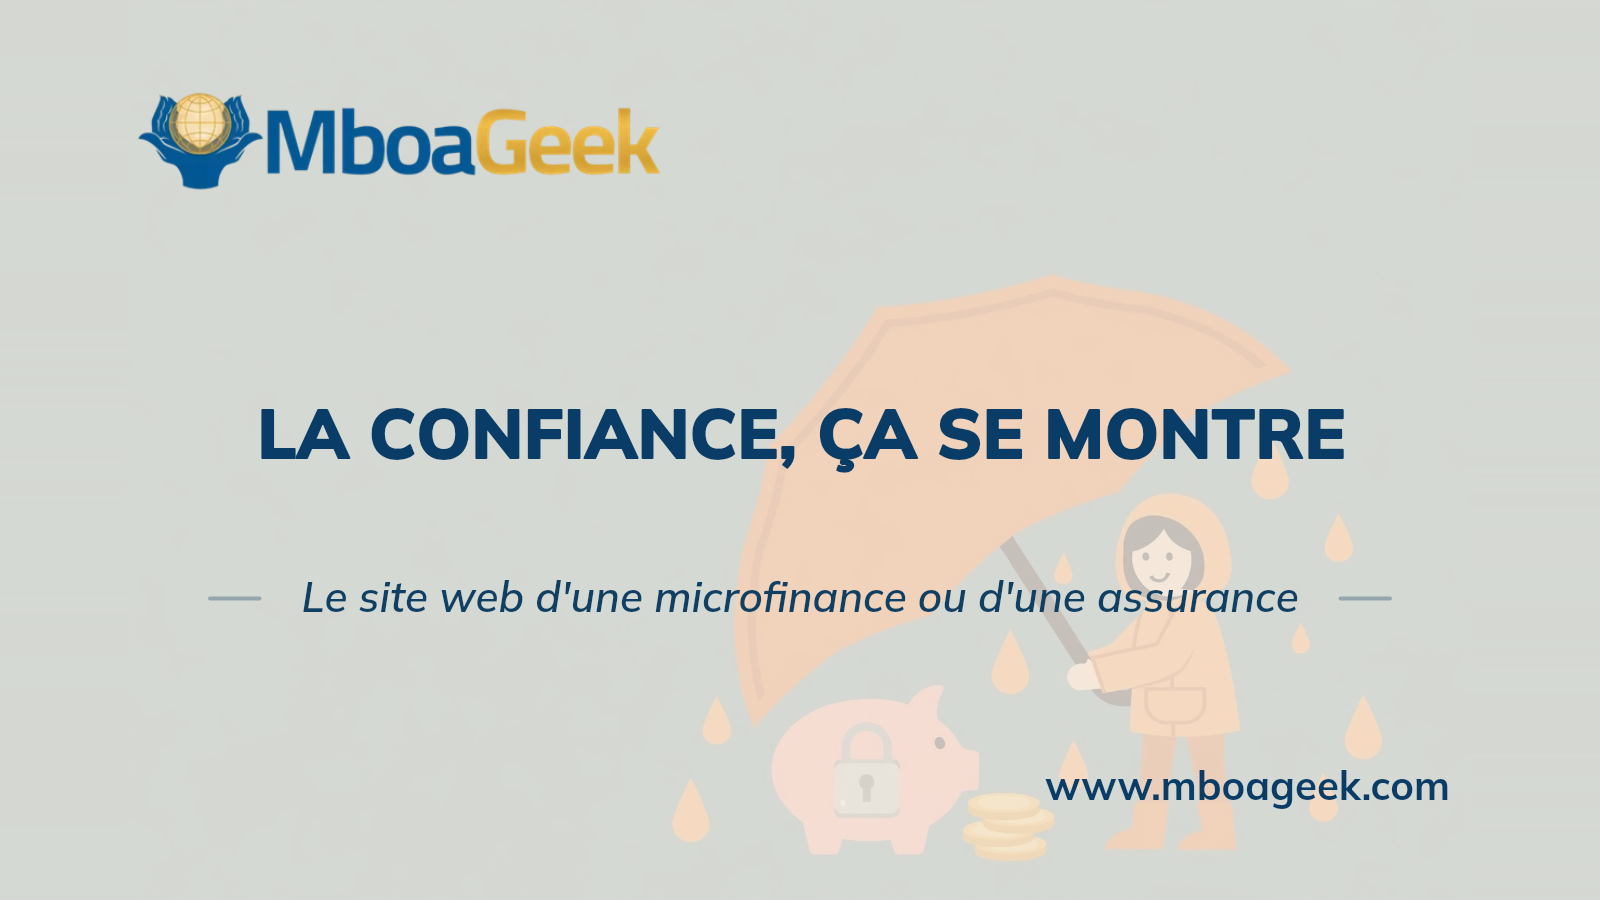 MboaGeek
LA CONFIANCE, ÇA SE MONTRE
Le site web d'une microfinance ou d'une assurance
www.mboageek.com